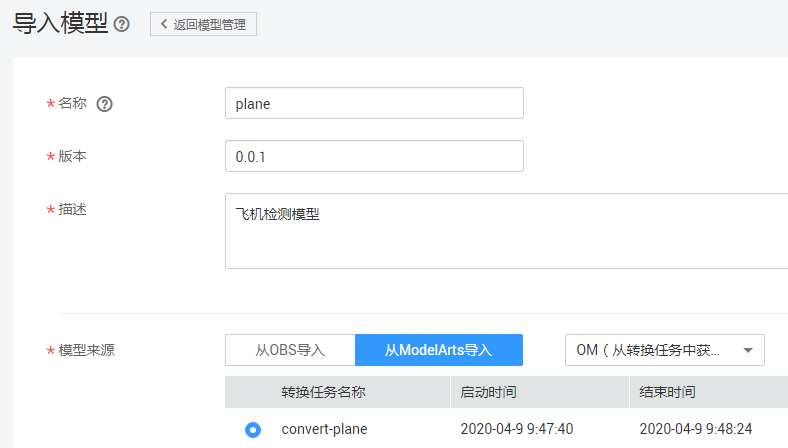 导入模型 ? < 返回模型管理
* 名称 ? plane
* 版本 0.0.1
* 描述 飞机检测模型
* 模型来源 从OBS导入 从ModelArts导入 OM（从转换任务中获...
转换任务名称 启动时间 结束时间
convert-plane 2020-04-9 9:47:40 2020-04-9 9:48:24